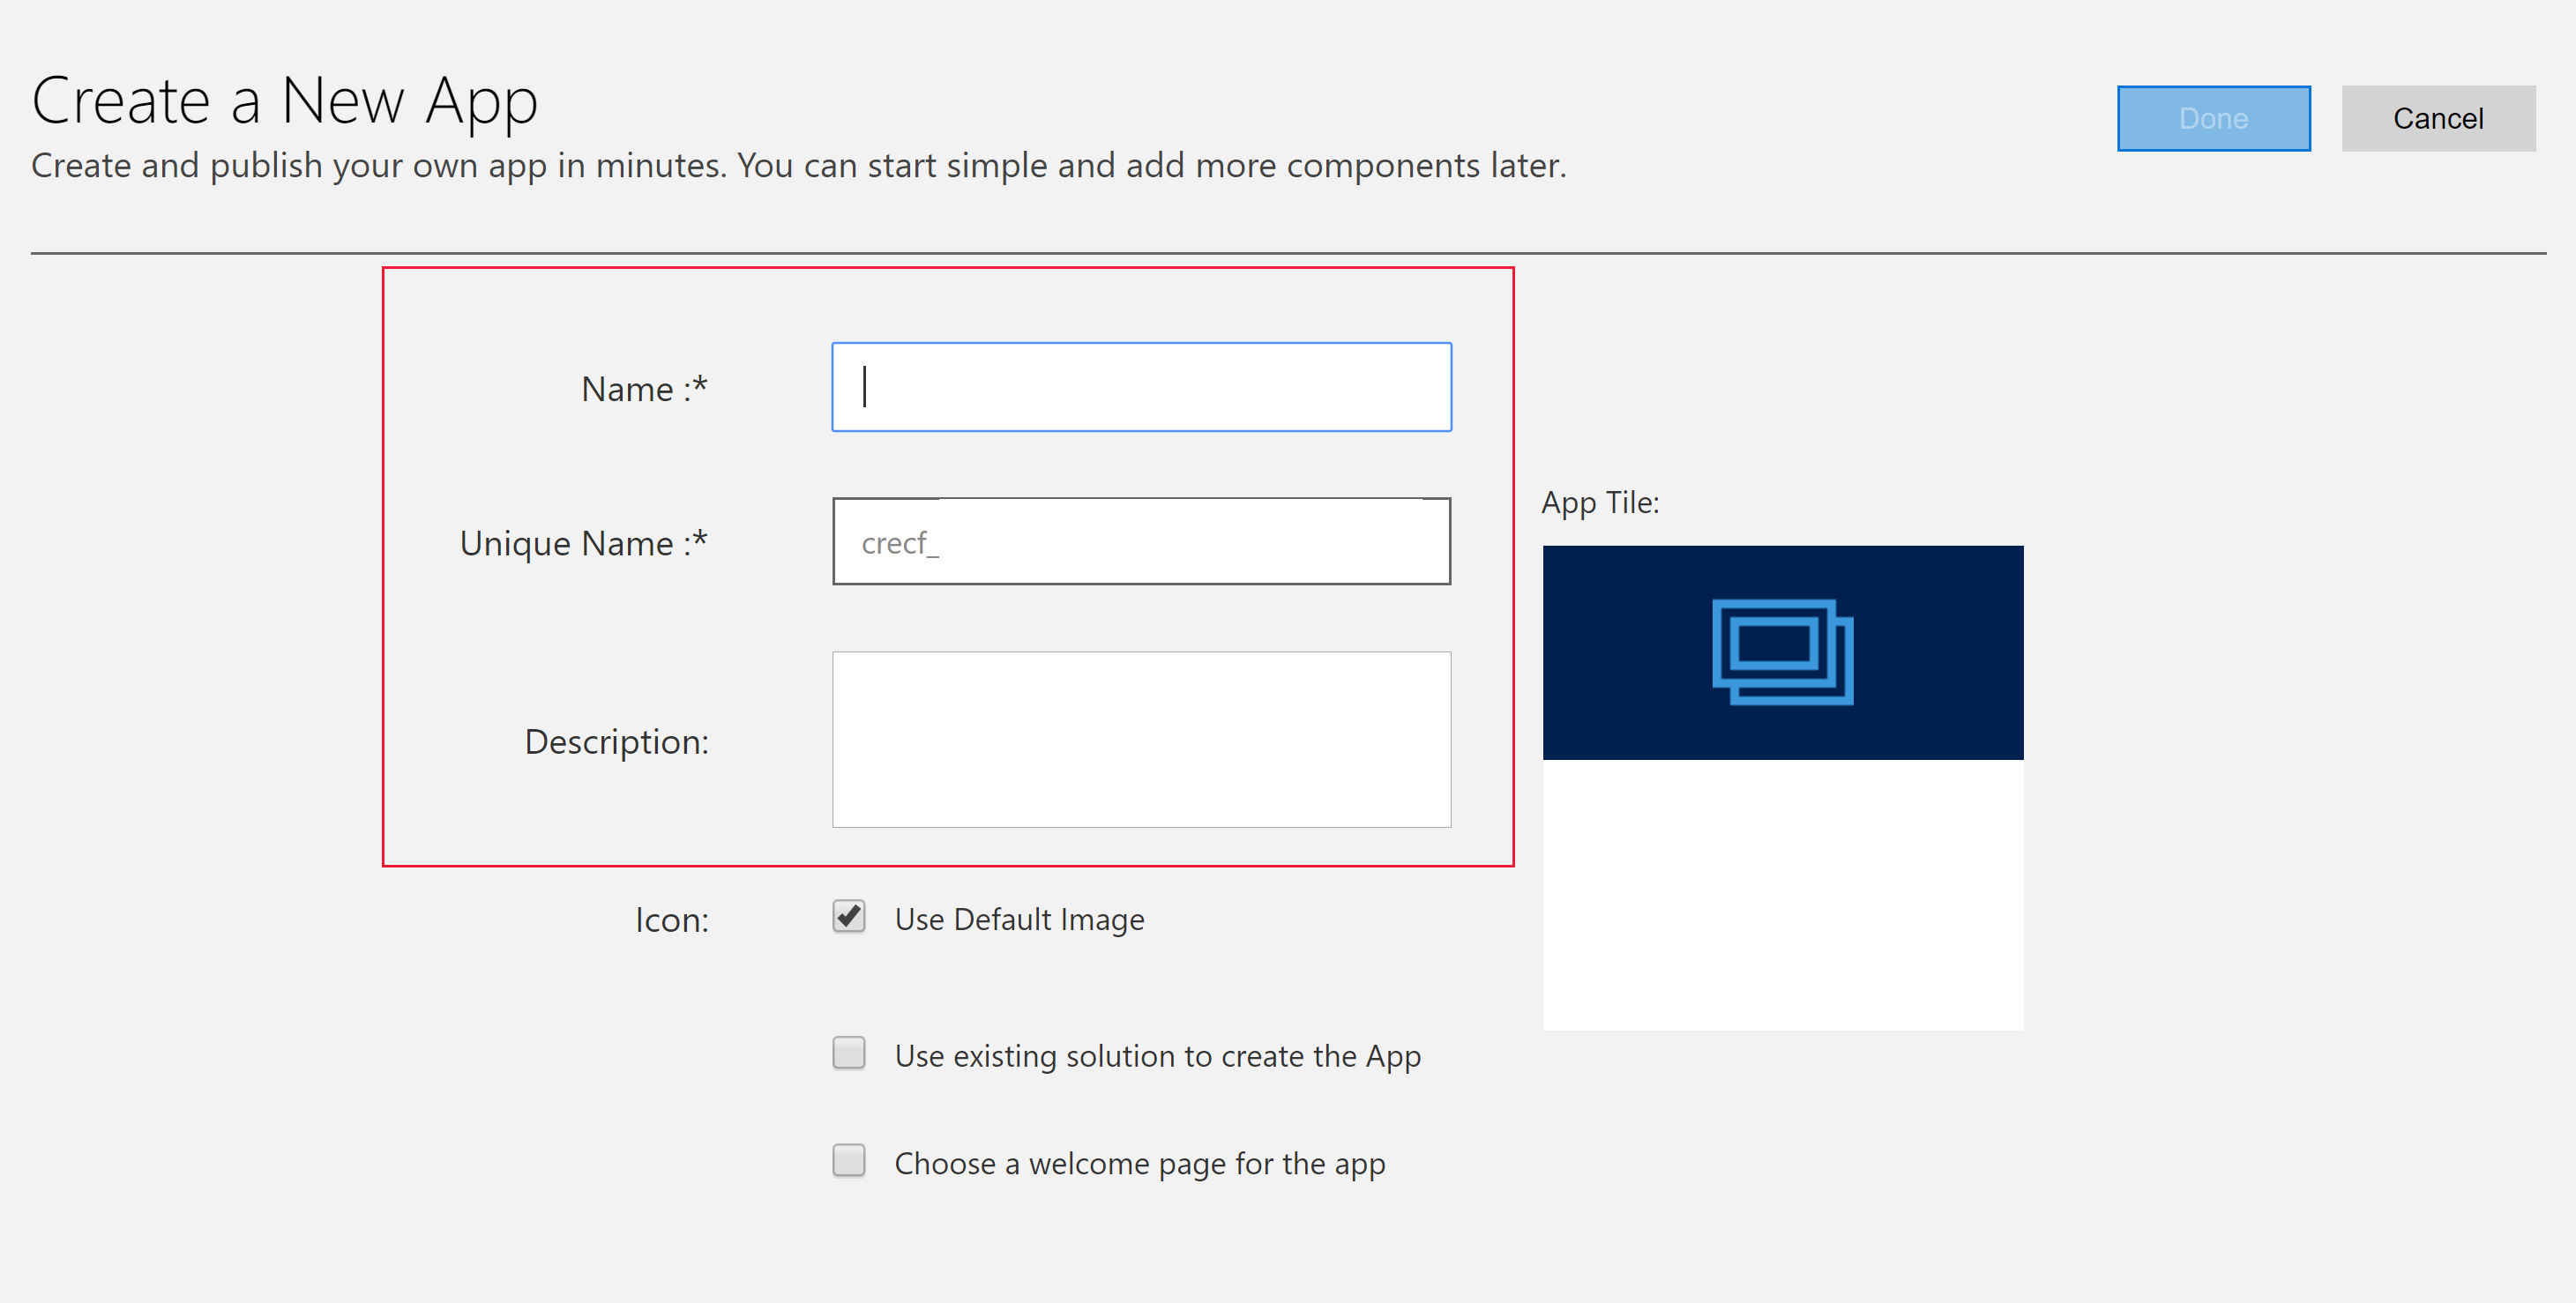 Create a New App
Done
Cancel
Create and publish your own app in minutes. You can start simple and add more components later.
Name :*
Unique Name :*
crecf_
App Tile:
Description:
Icon:
Use Default Image
Use existing solution to create the App
Choose a welcome page for the app